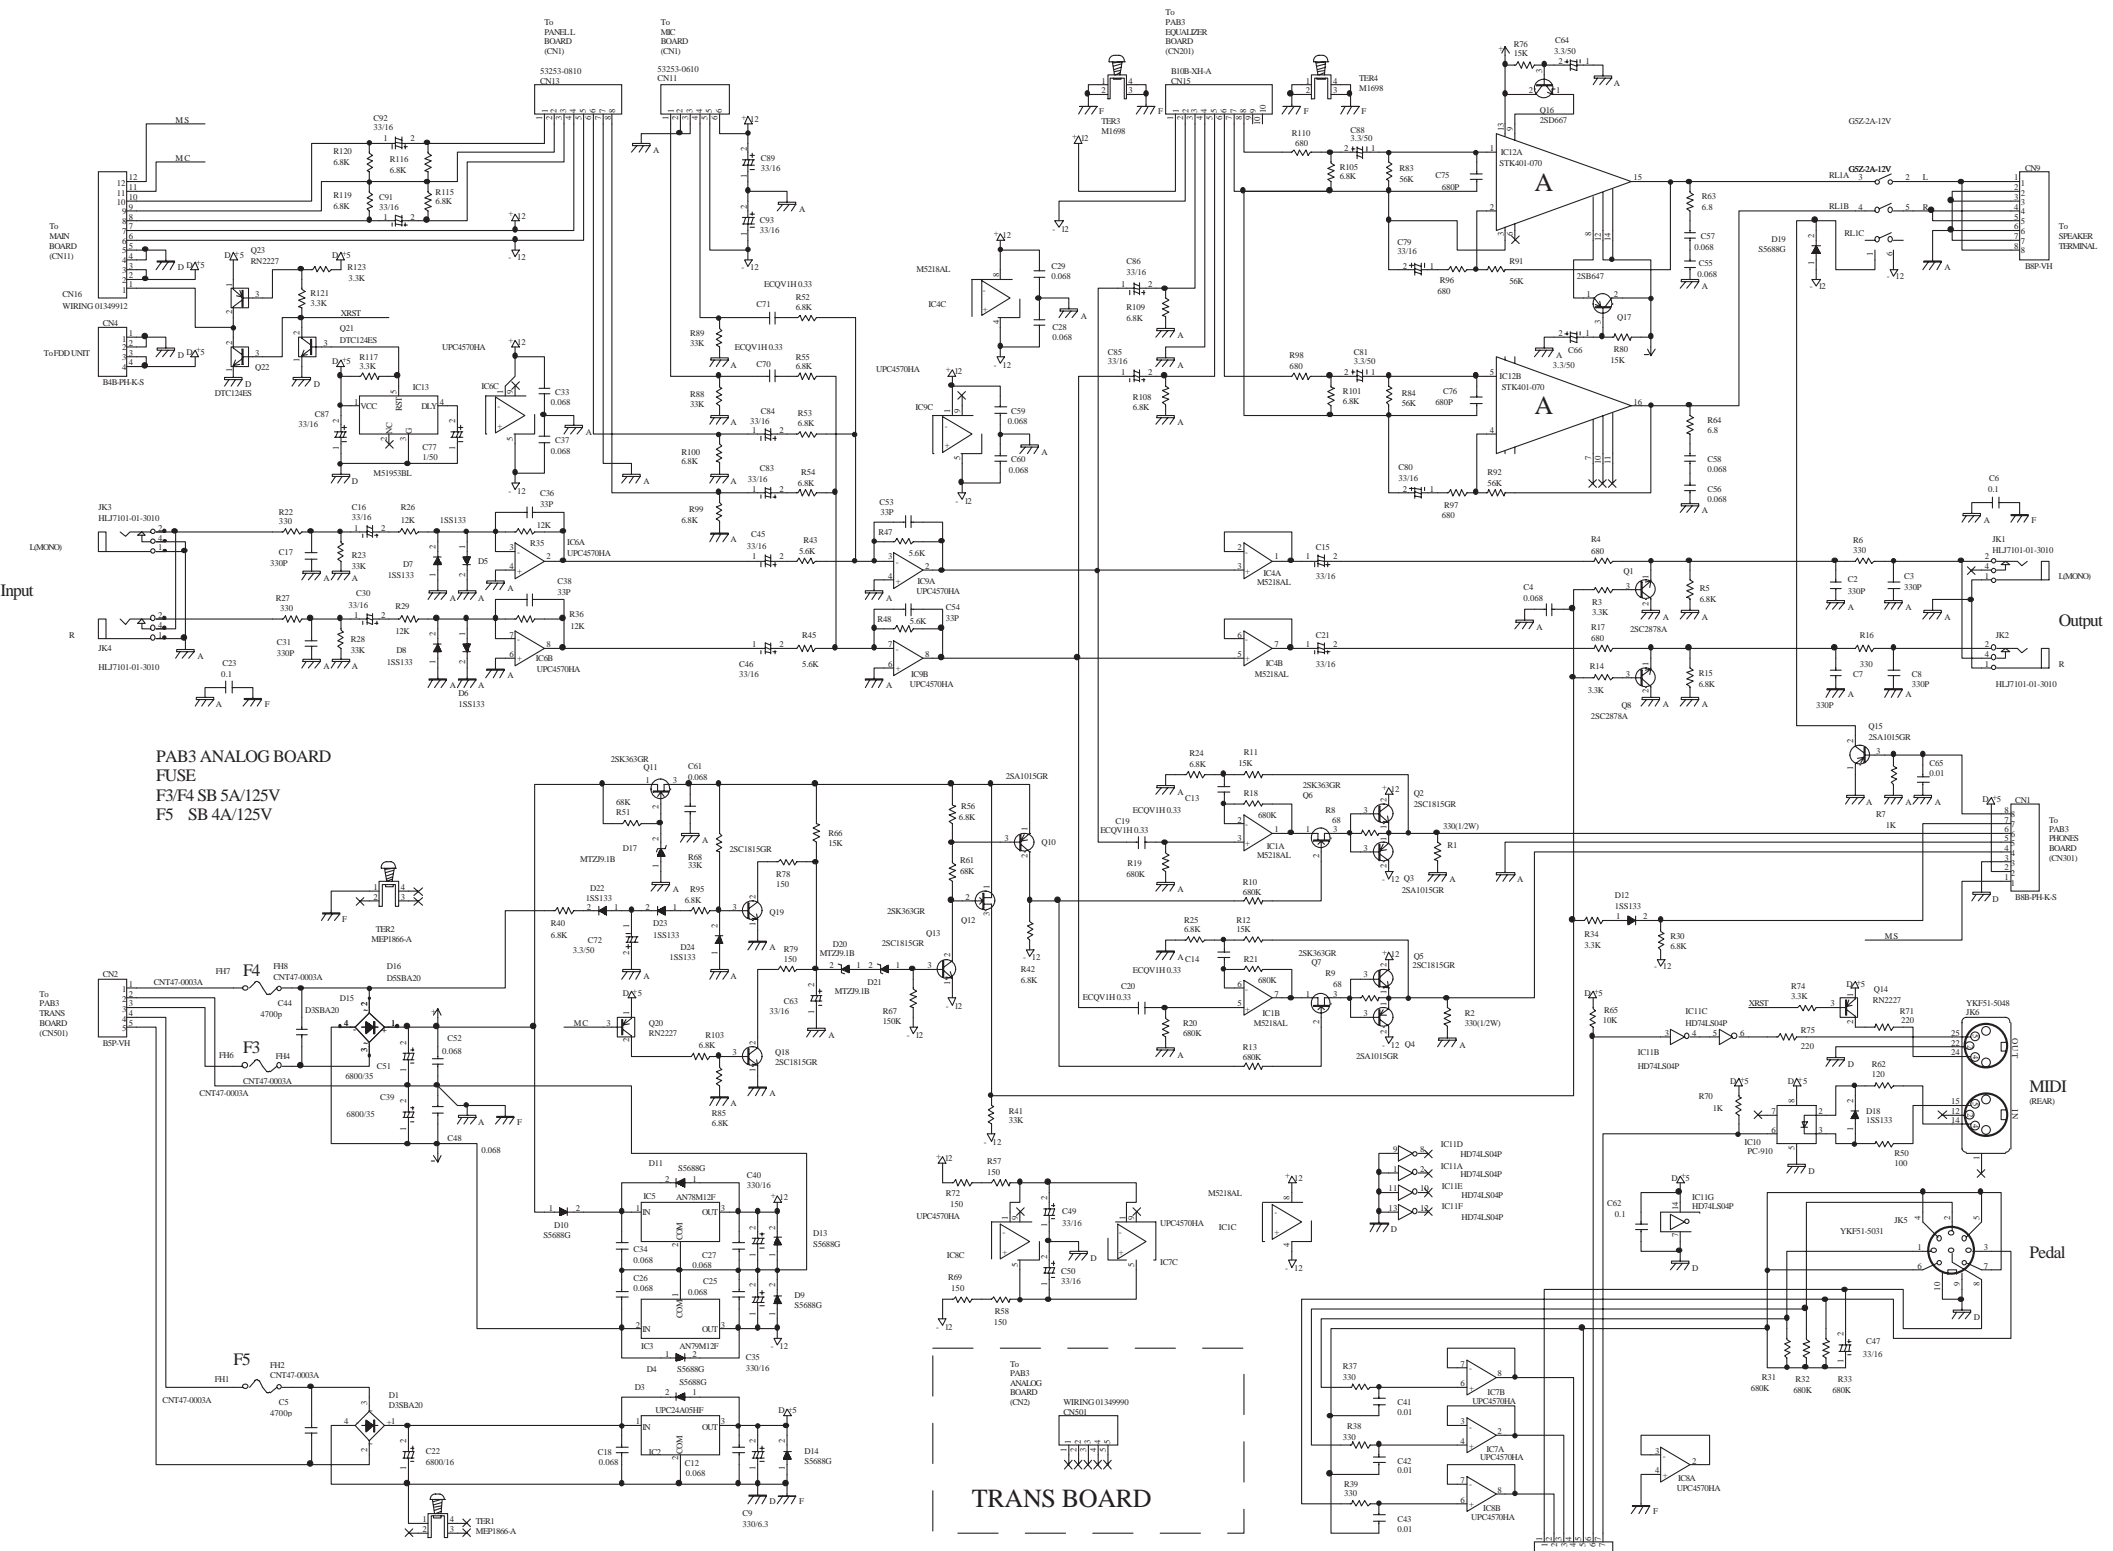 To
PANEL L
BOARD
(CN1)
To
MIC
BOARD
(CN1)
To
PAB3
EQUALIZER
BOARD
(CN201)
53253-0810
CN13
53253-0610
CN11
B10B-XH-A
CN15
TER3
M1698
TER4
M1698
R76
15K
C64
3.3/50
Q16
2SD667
G5Z-2A-12V
MS
MC
C92
33/16
R120
6.8K
R116
6.8K
R119
6.8K
C91
33/16
R115
6.8K
To
MAIN
BOARD
(CN11)
CN16
WIRING 01349912
Q23
RN2227
R123
3.3K
R121
3.3K
XRST
CN4
To FDD UNIT
B4B-PH-K-S
Q21
DTC124ES
Q22
DTC124ES
R117
3.3K
IC13
VCC
RST
DLY
NC
G
C87
33/16
C77
1/50
M51953BL
UPC4570HA
IC6C
C33
0.068
C37
0.068
C89
33/16
C93
33/16
ECQV1H 0.33
C71
R52
6.8K
R89
33K
ECQV1H 0.33
C70
R55
6.8K
R88
33K
C84
33/16
R53
6.8K
R100
6.8K
C83
33/16
R54
6.8K
R99
6.8K
M5218AL
IC4C
C29
0.068
C28
0.068
UPC4570HA
IC9C
C59
0.068
C60
0.068
C86
33/16
R109
6.8K
C85
33/16
R108
6.8K
R110
680
C88
3.3/50
R105
6.8K
R83
56K
C75
680P
IC12A
STK401-070
A
C79
33/16
R96
680
R91
56K
2SB647
Q17
C66
3.3/50
R80
15K
R98
680
C81
3.3/50
R101
6.8K
R84
56K
C76
680P
IC12B
STK401-070
A
C80
33/16
R97
680
R92
56K
R63
6.8
C57
0.068
C55
0.068
R64
6.8
C58
0.068
C56
0.068
G5Z-2A-12V
RL1A
RL1B
RL1C
L
R
D19
S5688G
CN9
To
SPEAKER
TERMINAL
B8P-VH
C6
0.1
Input
JK3
HLJ7101-01-3010
L(MONO)
R
JK4
HLJ7101-01-3010
R22
330
C17
330P
C16
33/16
R23
33K
R26
12K
1SS133
D7
1SS133
D5
C36
33P
12K
R35
IC6A
UPC4570HA
R27
330
C31
330P
C30
33/16
R28
33K
R29
12K
D8
1SS133
D6
1SS133
C38
33P
R36
12K
IC6B
UPC4570HA
C23
0.1
C45
33/16
R43
5.6K
C46
33/16
R45
5.6K
C53
33P
R47
5.6K
IC9A
UPC4570HA
C54
33P
R48
5.6K
IC9B
UPC4570HA
IC4A
M5218AL
C15
33/16
IC4B
M5218AL
C21
33/16
R4
680
Q1
R3
3.3K
2SC2878A
R5
6.8K
C4
0.068
R17
680
R14
3.3K
Q8
2SC2878A
R15
6.8K
R6
330
C2
330P
C3
330P
R16
330
C7
330P
C8
330P
JK1
HLJ7101-01-3010
L(MONO)
JK2
R
HLJ7101-01-3010
Output
PAB3 ANALOG BOARD
FUSE
F3/F4 SB 5A/125V
F5 SB 4A/125V
2SK363GR
Q11
C61
0.068
68K
R51
D17
MTZJ9.1B
R68
33K
2SC1815GR
R66
15K
R78
150
Q19
R40
6.8K
D22
1SS133
D23
1SS133
R95
6.8K
C72
3.3/50
D24
1SS133
MC
Q20
RN2227
R103
6.8K
R85
6.8K
Q18
2SC1815GR
R79
150
C63
33/16
D20
MTZJ9.1B
D21
MTZJ9.1B
R67
150K
2SC1815GR
Q13
2SK363GR
Q12
R56
6.8K
R61
68K
2SA1015GR
Q10
R42
6.8K
R41
33K
TER2
MEP1866-A
CN2
To
PAB3
TRANS
BOARD
(CN501)
B5P-VH
FH7
CNT47-0003A
F4
FH8
CNT47-0003A
C44
4700p
D15
D3SBA20
D16
D5SBA20
FH6
CNT47-0003A
F3
FH4
CNT47-0003A
C51
6800/35
C39
6800/35
C52
0.068
C48
0.068
R24
6.8K
R11
15K
C13
R18
680K
ECQV1H 0.33
C19
ECQV1H 0.33
R19
680K
IC1A
M5218AL
2SK363GR
Q6
R8
68
Q2
2SC1815GR
Q3
2SA1015GR
330(1/2W)
R1
R10
680K
R25
6.8K
R12
15K
C14
R21
680K
ECQV1H 0.33
C20
ECQV1H 0.33
R20
680K
IC1B
M5218AL
2SK363GR
Q7
R9
68
Q5
2SC1815GR
2SA1015GR
Q4
R2
330(1/2W)
R13
680K
Q15
2SA1015GR
C65
0.01
R7
1K
CN1
To
PAB3
PHONES
BOARD
(CN301)
B8B-PH-K-S
D12
1SS133
R34
3.3K
R30
6.8K
MS
XRST
R74
3.3K
Q14
RN2227
R71
220
YKF51-5048
JK6
OUT
R65
10K
IC11C
HD74LS04P
IC11B
HD74LS04P
R75
220
R70
1K
IC10
PC-910
R62
120
D18
1SS133
R50
100
IN
MIDI
(REAR)
D11
S5688G
IC5
AN78M12F
IN
OUT
COM
C40
330/16
D10
S5688G
C34
0.068
C27
0.068
D13
S5688G
C26
0.068
C25
0.068
D9
S5688G
COM
IN
OUT
IC3
AN79M12F
D4
S5688G
C35
330/16
R57
150
R72
150
UPC4570HA
IC8C
C49
33/16
C50
33/16
UPC4570HA
IC7C
R69
150
R58
150
M5218AL
IC1C
IC11D
HD74LS04P
IC11A
HD74LS04P
IC11E
HD74LS04P
IC11F
HD74LS04P
C62
0.1
IC11G
HD74LS04P
JK5
YKF51-5031
Pedal
F5
FH1
CNT47-0003A
FH2
CNT47-0003A
C5
4700p
D1
D3SBA20
C22
6800/16
D3
S5688G
UPC24A05HF
IN
OUT
COM
IC2
C18
0.068
C12
0.068
D14
S5688G
C9
330/6.3
TER1
MEP1866-A
To
PAB3
ANALOG
BOARD
(CN2)
WIRING 01349990
CN501
TRANS BOARD
R37
330
C41
0.01
IC7B
UPC4570HA
R38
330
C42
0.01
IC7A
UPC4570HA
R39
330
C43
0.01
IC8B
UPC4570HA
R31
680K
R32
680K
R33
680K
C47
33/16
IC8A
UPC4570HA